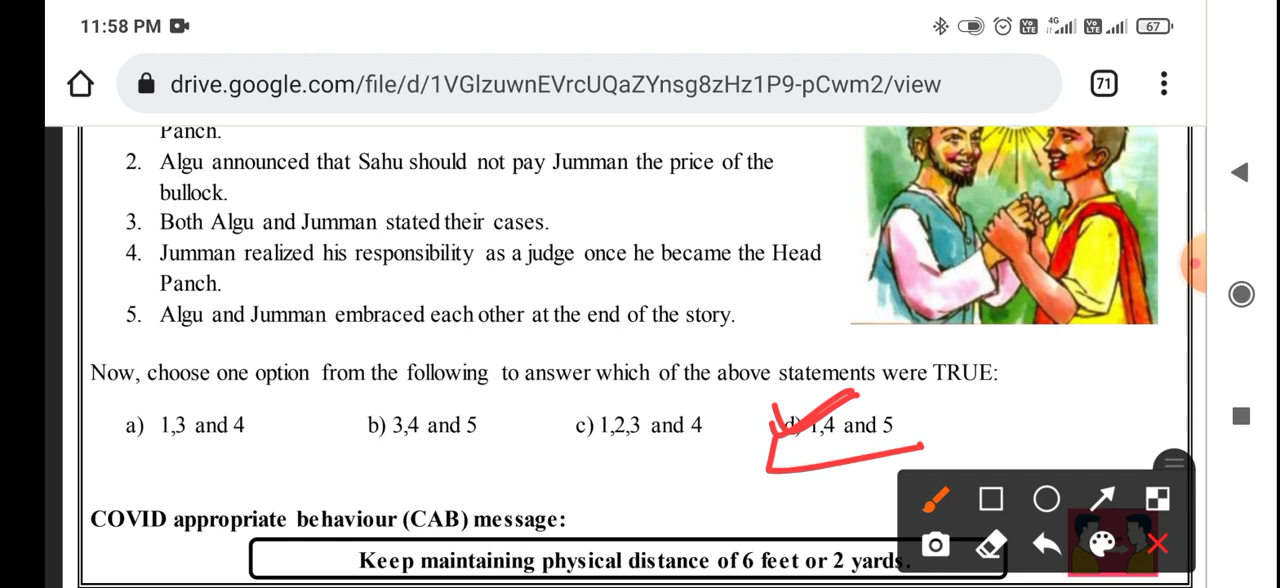 11:58 PM
4G
Vo LTE
Vo LTE
67
drive.google.com/file/d/1VGlzuwnEVrcUQaZYnsg8zHz1P9-pCwm2/view
71
Panch.
2. Algu announced that Sahu should not pay Jumman the price of the
bullock.
3. Both Algu and Jumman stated their cases.
4. Jumman realized his responsibility as a judge once he became the Head
Panch.
5. Algu and Jumman embraced each other at the end of the story.
Now, choose one option from the following to answer which of the above statements were TRUE:
a) 1,3 and 4 b) 3,4 and 5 c) 1,2,3 and 4 d) 1,4 and 5
COVID appropriate behaviour (CAB) message:
Keep maintaining physical distance of 6 feet or 2 yards.